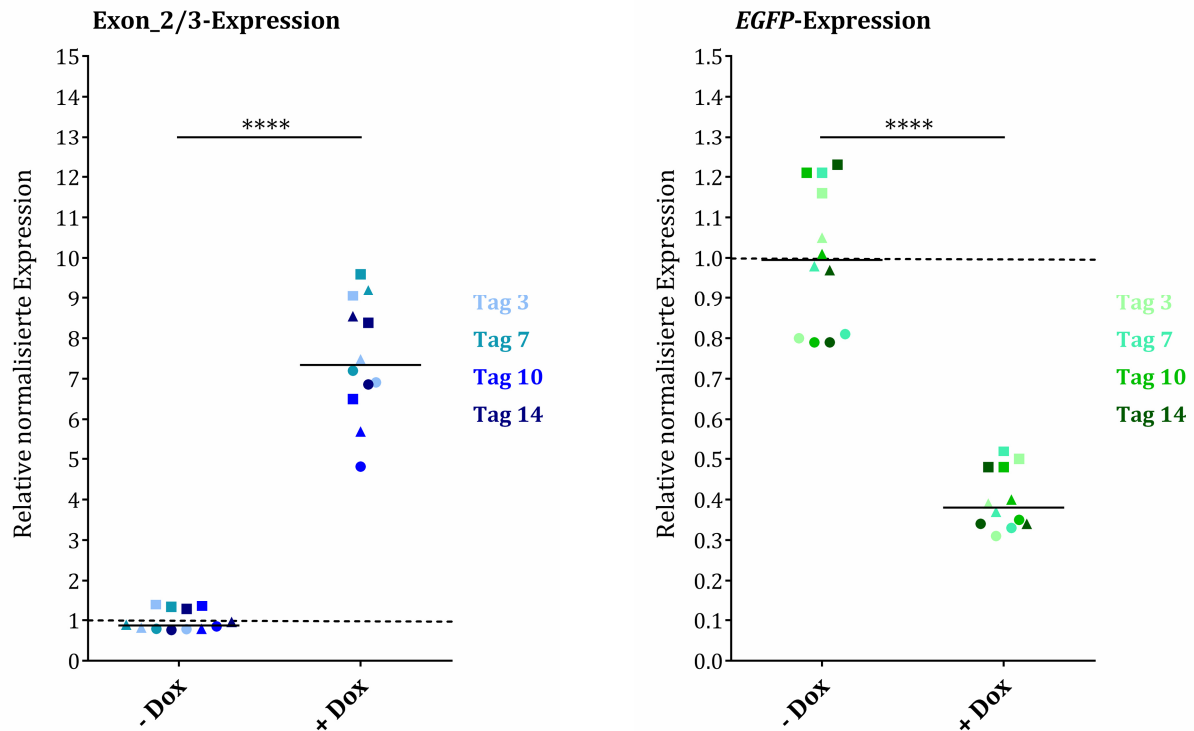 Exon_2/3-Expression
15
14
13
12
11
10
9
8
7
6
5
4
3
2
1
0
Relative normalisierte Expression
****
- Dox
+ Dox
Tag 3
Tag 7
Tag 10
Tag 14
EGFP-Expression
1.5
1.4
1.3
1.2
1.1
1.0
0.9
0.8
0.7
0.6
0.5
0.4
0.3
0.2
0.1
0.0
Relative normalisierte Expression
****
- Dox
+ Dox
Tag 3
Tag 7
Tag 10
Tag 14